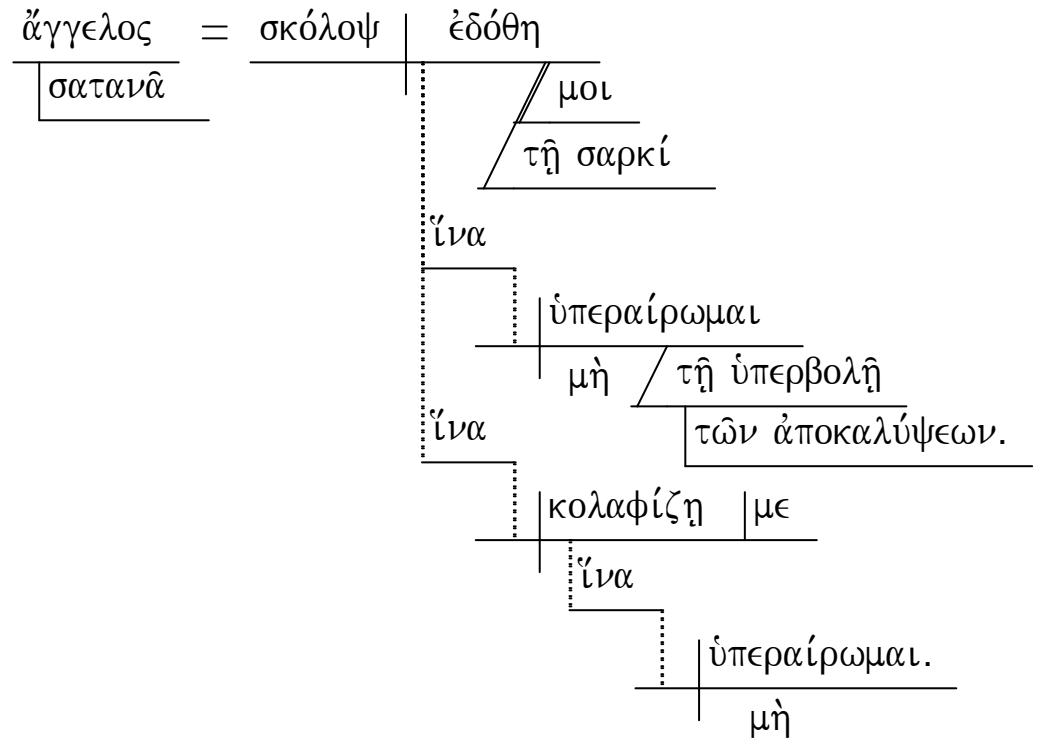 ἄγγελος = σκόλοψ ἐδόθη
σατανᾶ μοι
τῇ σαρκί
ἵνα
ὑπεραίρωμαι
μὴ τῇ ὑπερβολῇ
ἵνα τῶν ἀποκαλύψεων.
κολαφίζῃ με
ἵνα
ὑπεραίρωμαι.
μὴ